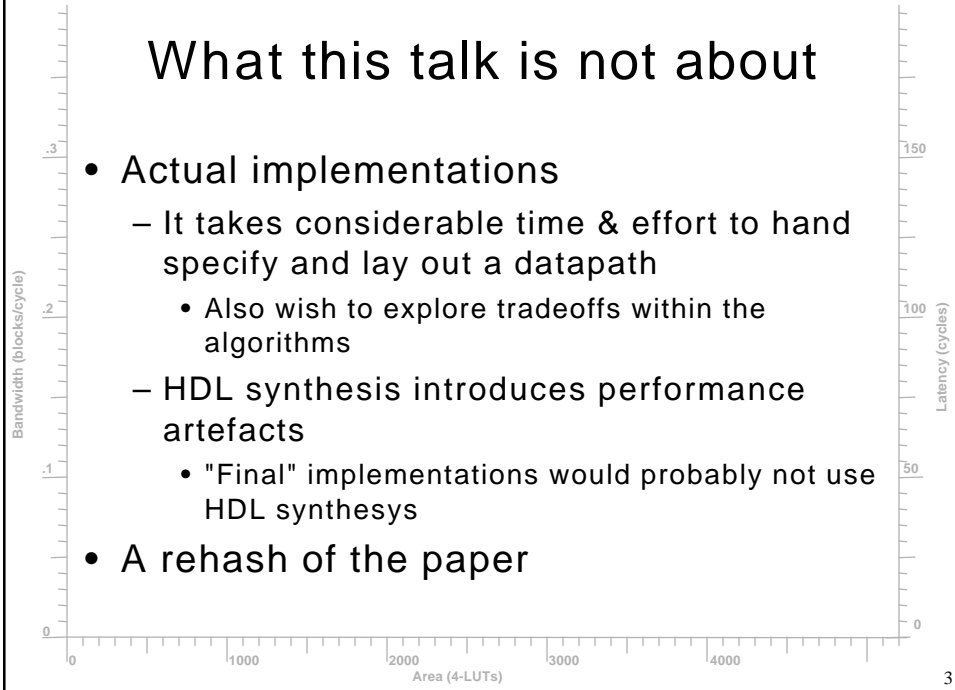 What this talk is not about
• Actual implementations
– It takes considerable time & effort to hand
specify and lay out a datapath
• Also wish to explore tradeoffs within the
algorithms
– HDL synthesis introduces performance
artefacts
• "Final" implementations would probably not use
HDL synthesys
• A rehash of the paper
Bandwidth (blocks/cycle)
.3
.2
.1
0
150
100
50
0
Latency (cycles)
0
1000
2000
3000
4000
Area (4-LUTs)
3